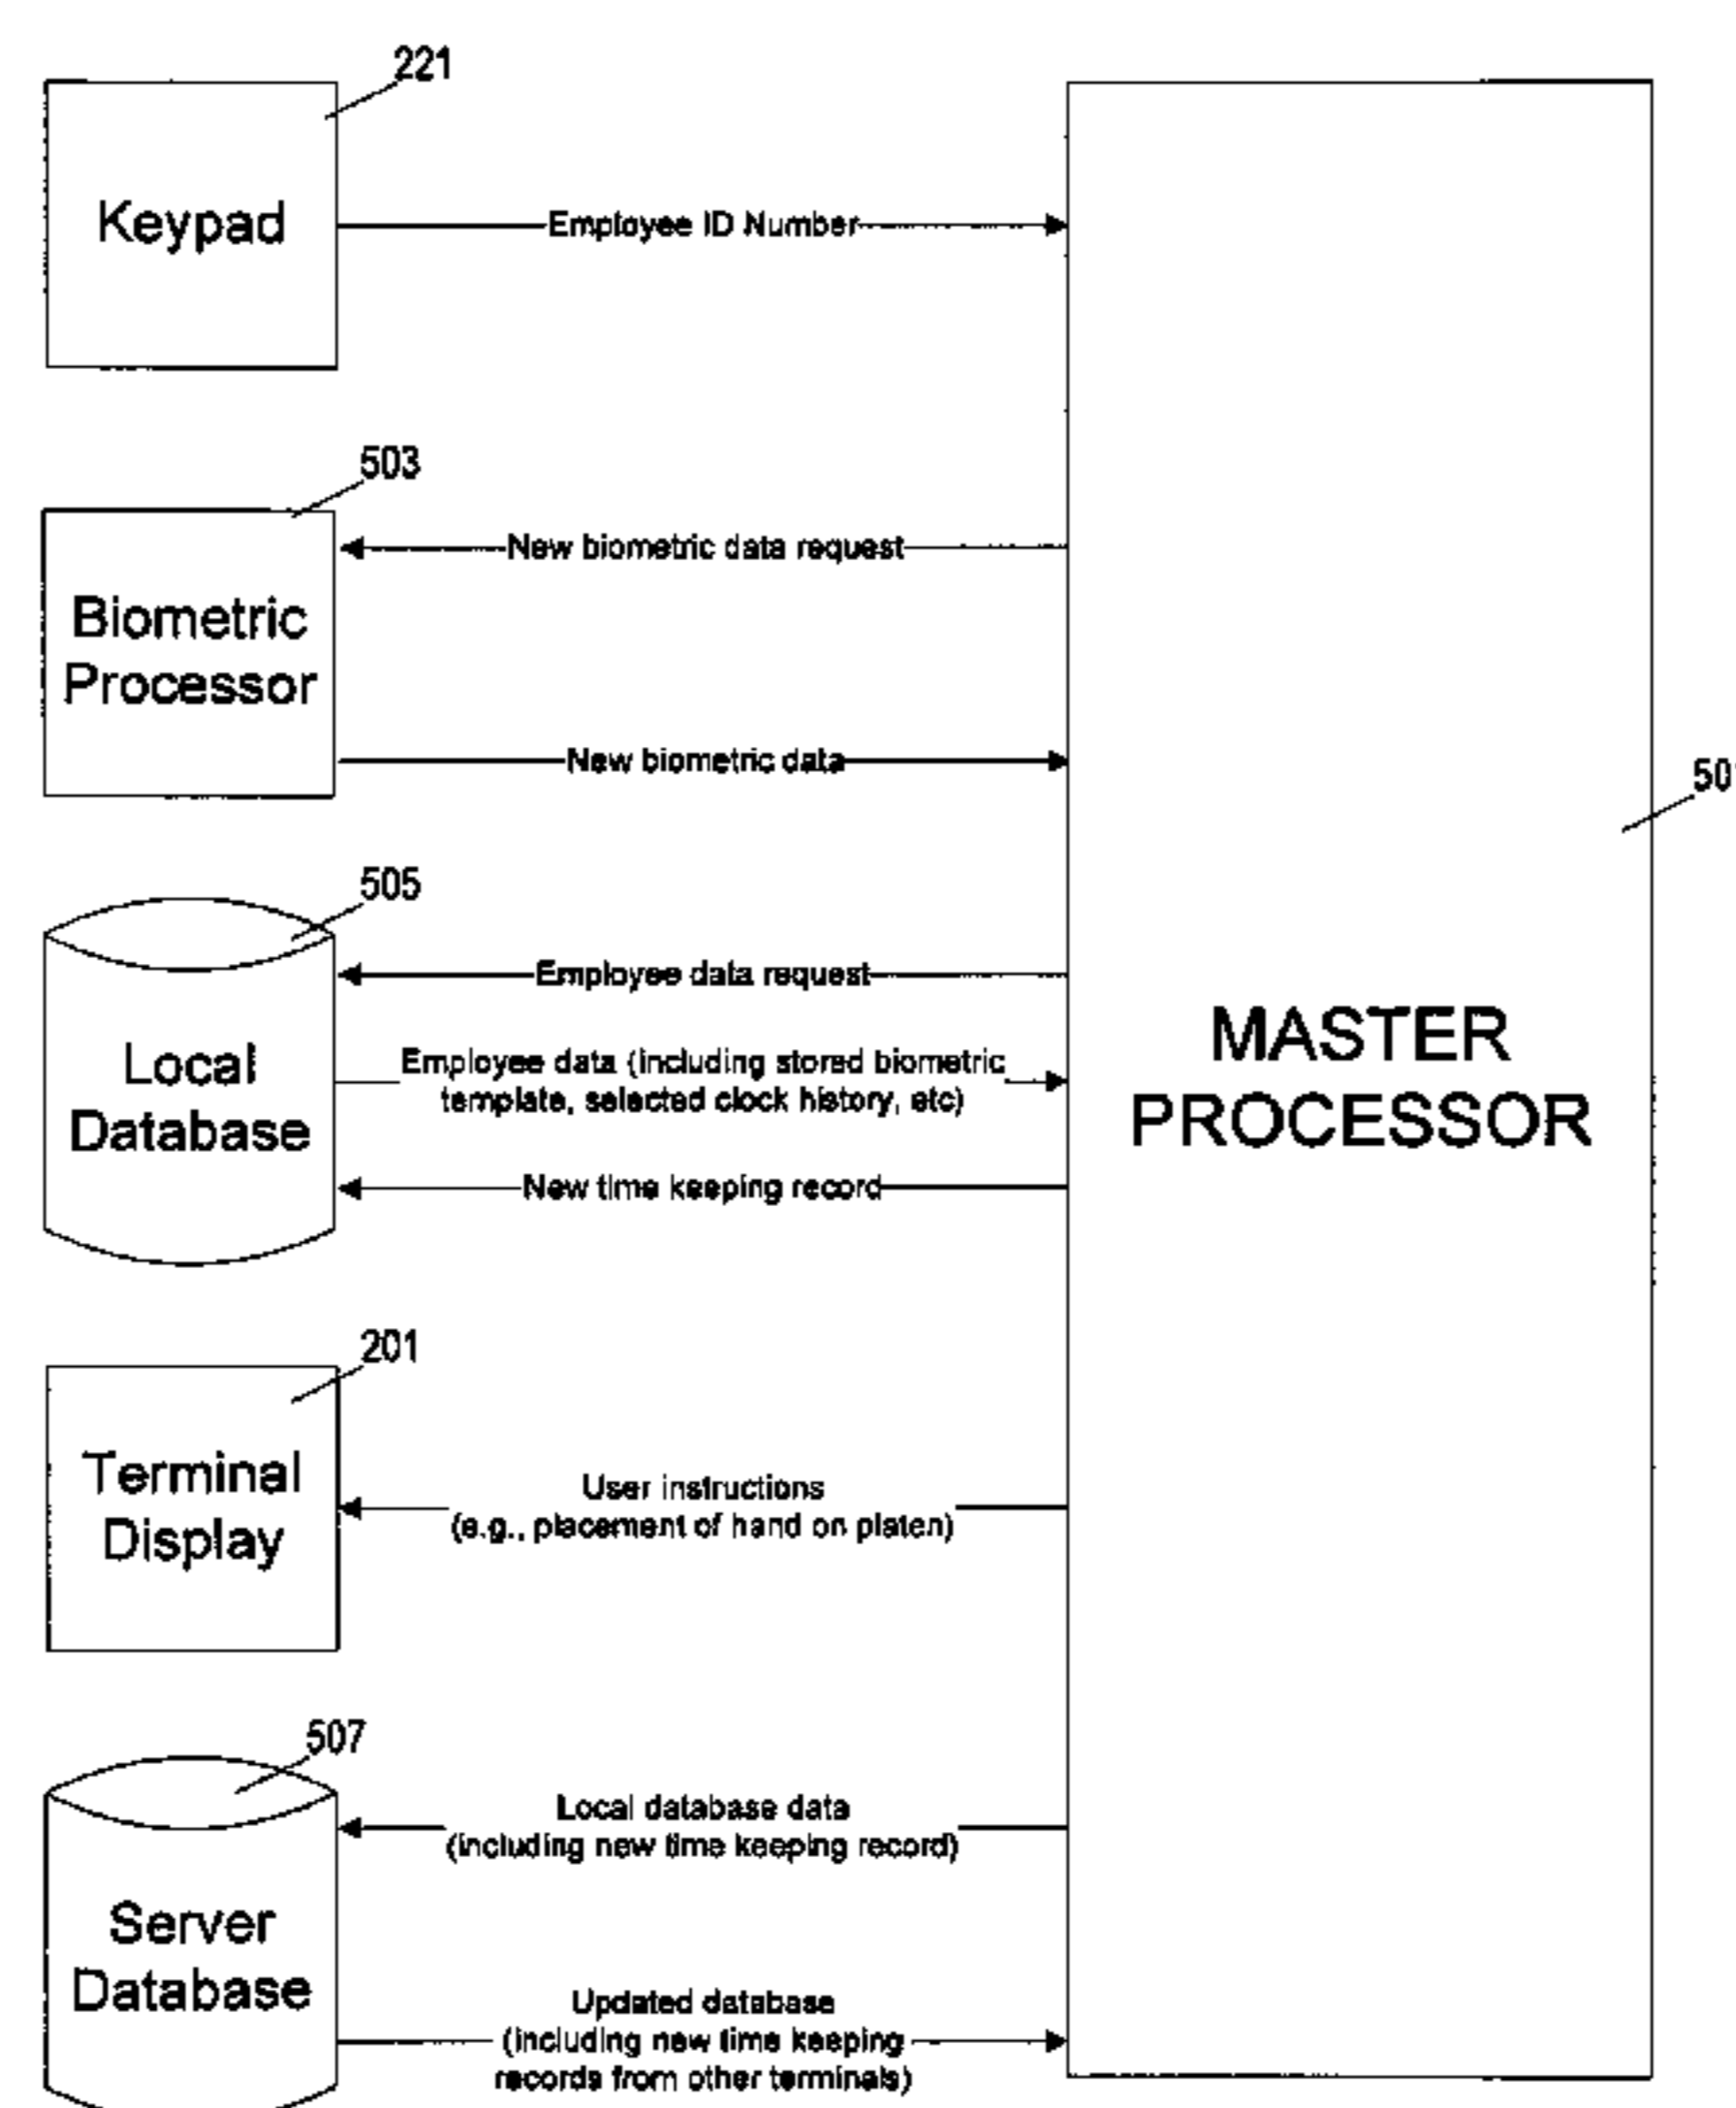 221
Keypad
Employee ID Number
503
New biometric data request
Biometric
Processor
New biometric data
50
505
Employee data request
Local
Database
Employee data (including stored biometric
template, selected clock history, etc)
New time keeping record
MASTER
PROCESSOR
201
Terminal
Display
User instructions
(e.g., placement of hand on platen)
507
Local database data
(including new time keeping record)
Server
Database
Updated database
(including new time keeping
records from other terminals)